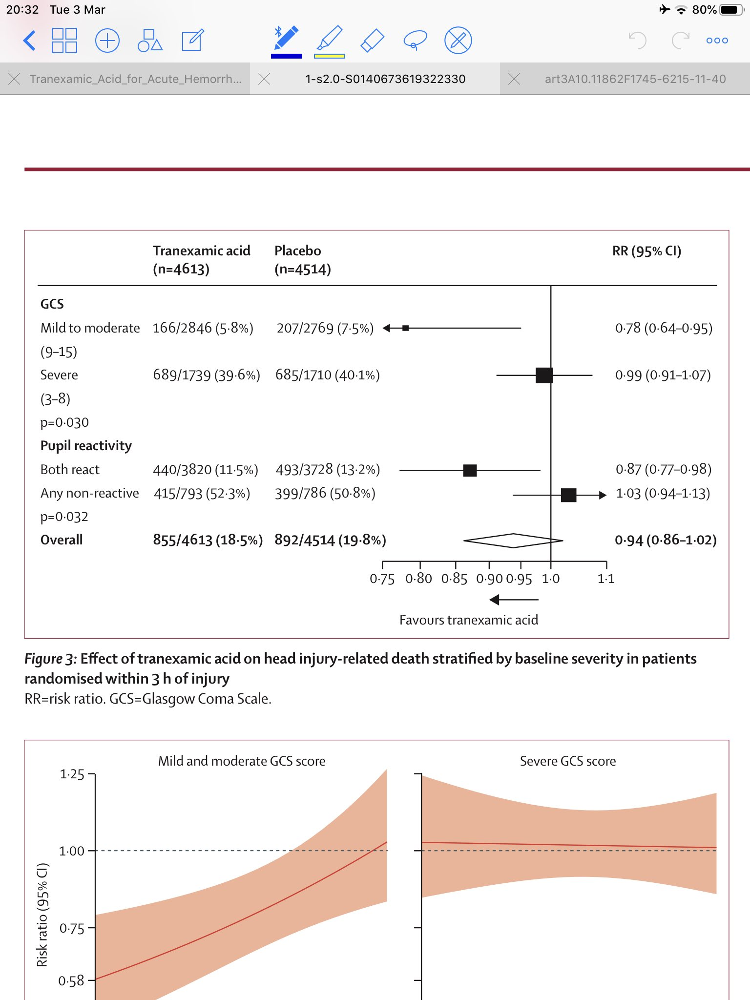 20:32 Tue 3 Mar 80%
Tranexamic_Acid_for_Acute_Hemorrh... 1-s2.0-S0140673619322330 art3A10.11862F1745-6215-11-40
Tranexamic acid Placebo RR (95% CI)
(n=4613) (n=4514)
GCS
Mild to moderate 166/2846 (5·8%) 207/2769 (7·5%) 0·78 (0·64–0·95)
(9–15)
Severe 689/1739 (39·6%) 685/1710 (40·1%) 0·99 (0·91–1·07)
(3–8)
p=0·030
Pupil reactivity
Both react 440/3820 (11·5%) 493/3728 (13·2%) 0·87 (0·77–0·98)
Any non-reactive 415/793 (52·3%) 399/786 (50·8%) 1·03 (0·94–1·13)
p=0·032
Overall 855/4613 (18·5%) 892/4514 (19·8%) 0·94 (0·86–1·02)
0·75 0·80 0·85 0·90 0·95 1·0 1·1
Favours tranexamic acid
Figure 3: Effect of tranexamic acid on head injury-related death stratified by baseline severity in patients
randomised within 3 h of injury
RR=risk ratio. GCS=Glasgow Coma Scale.
Mild and moderate GCS score Severe GCS score
1·25
1·00
0·75
0·58
Risk ratio (95% CI)